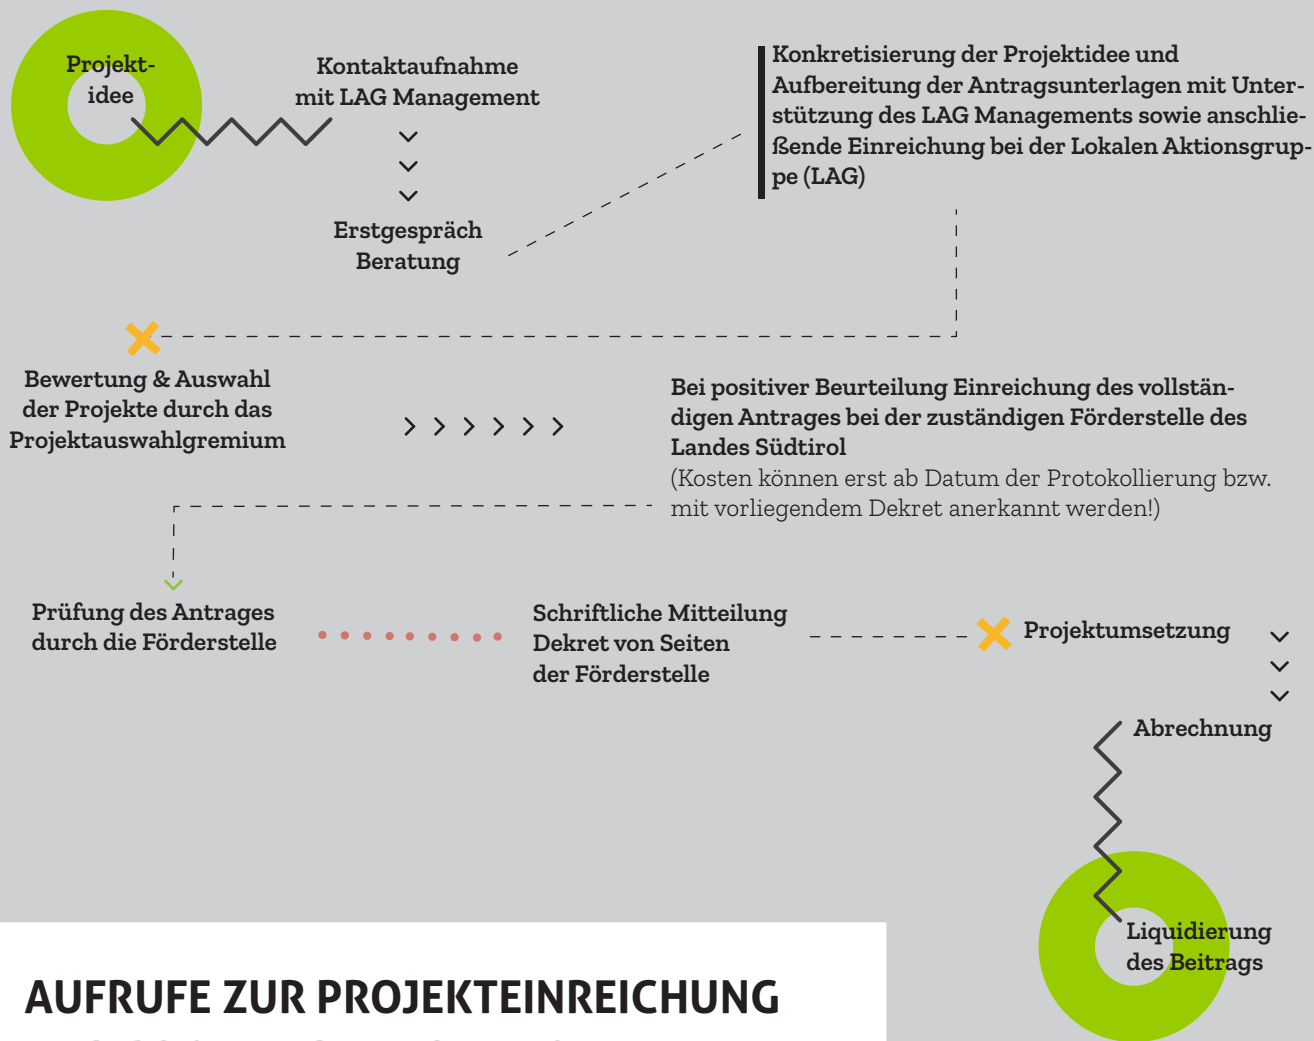 Projekt-
idee
Kontaktaufnahme
mit LAG Management
Erstgespräch
Beratung
Konkretisierung der Projektidee und
Aufbereitung der Antragsunterlagen mit Unter-
stützung des LAG Managements sowie anschlie-
ßende Einreichung bei der Lokalen Aktionsgrup-
pe (LAG)
Bewertung & Auswahl
der Projekte durch das
Projektauswahlgremium
Bei positiver Beurteilung Einreichung des vollstän-
digen Antrages bei der zuständigen Förderstelle des
Landes Südtirol
(Kosten können erst ab Datum der Protokollierung bzw.
mit vorliegendem Dekret anerkannt werden!)
Prüfung des Antrages
durch die Förderstelle
Schriftliche Mitteilung
Dekret von Seiten
der Förderstelle
Projektumsetzung
Abrechnung
Liquidierung
des Beitrags
AUFRUFE ZUR PROJEKTEINREICHUNG